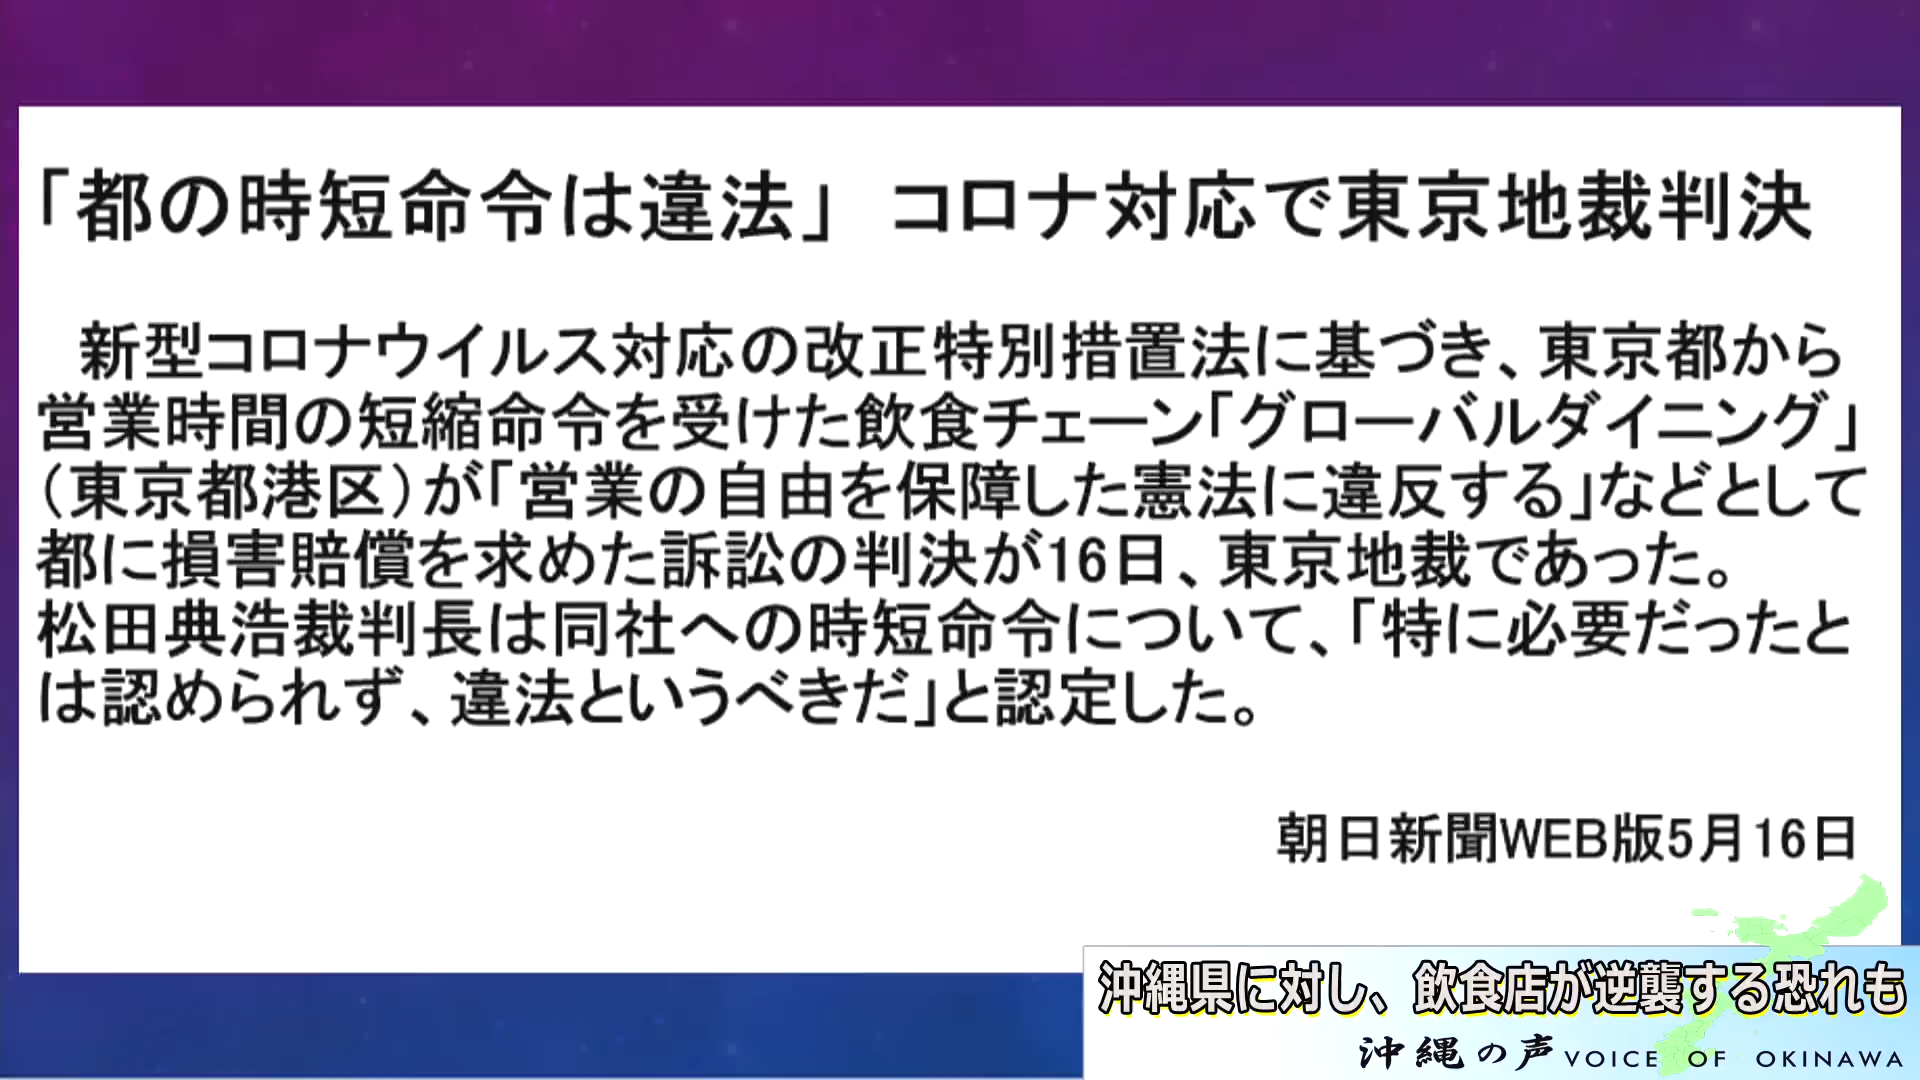 「都の時短命令は違法」 コロナ対応で東京地裁判決
新型コロナウイルス対応の改正特別措置法に基づき、東京都から
営業時間の短縮命令を受けた飲食チェーン「グローバルダイニング」
（東京都港区）が「営業の自由を保障した憲法に違反する」などとして
都に損害賠償を求めた訴訟の判決が16日、東京地裁であった。
松田典浩裁判長は同社への時短命令について、「特に必要だったと
は認められず、違法というべきだ」と認定した。
朝日新聞WEB版5月16日
沖縄県に対し、飲食店が逆襲する恐れも
沖縄の声 VOICE OF OKINAWA